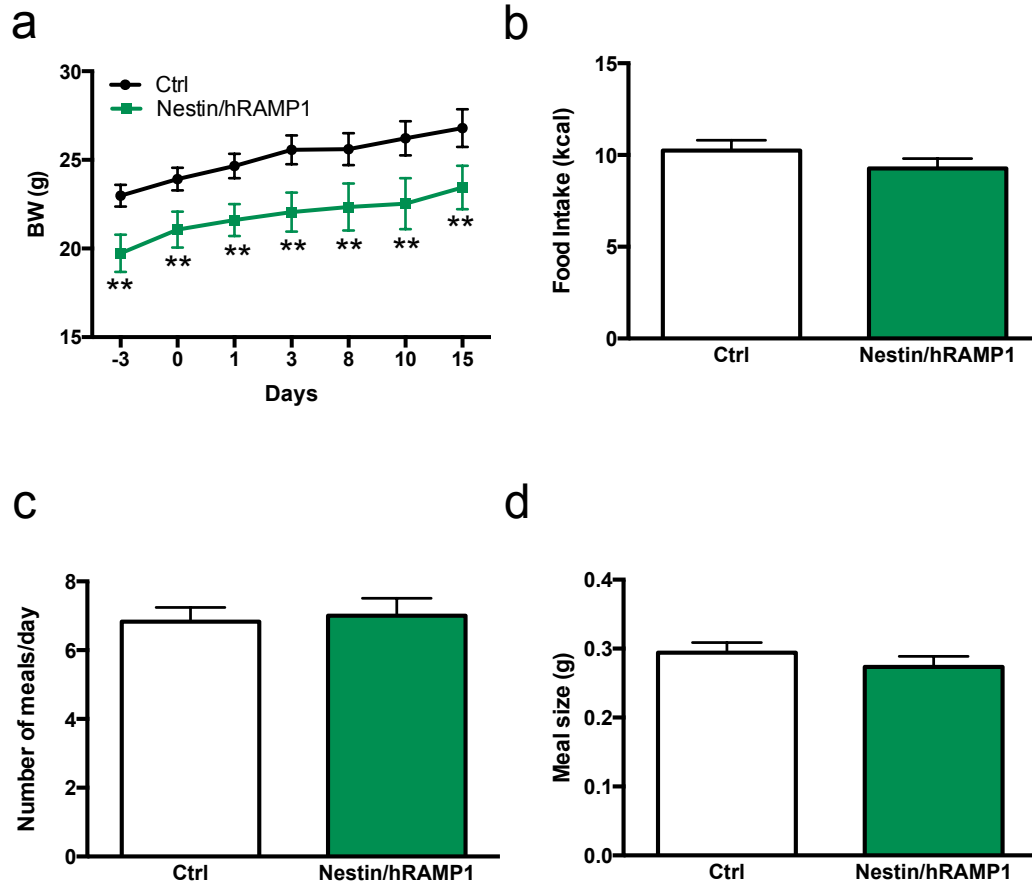 a
30
25
20
15
BW (g)
Ctrl
Nestin/hRAMP1
** ** ** ** ** ** **
-3 0 1 3 8 10 15
Days
b
15
10
5
0
Food Intake (kcal)
Ctrl Nestin/hRAMP1
c
8
6
4
2
0
Number of meals/day
Ctrl Nestin/hRAMP1
d
0.4
0.3
0.2
0.1
0.0
Meal size (g)
Ctrl Nestin/hRAMP1